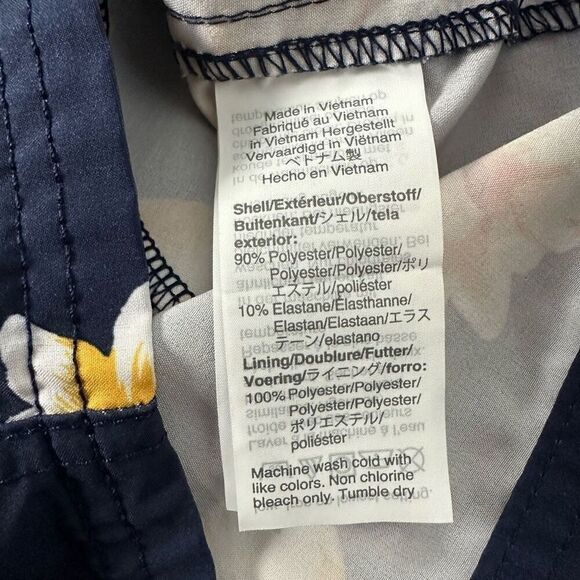 Made in Vietnam
Fabriqué au Vietnam
in Vietnam Hergestellt
Vervaardigd in Viëtnam
ベトナム製
Hecho en Vietnam
Shell/Extérieur/Oberstoff/
Buitenkant/シェル/tela
exterior:
90% Polyester/Polyester/
Polyester/Polyester/ポリ
エステル/poliéster
10% Elastane/Elasthanne/
Elastan/Elastaan/エラス
テーン/elastano
Lining/Doublure/Futter/
Voering/ライニング/forro:
100% Polyester/Polyester/
Polyester/Polyester/
ポリエステル/
poliéster
Machine wash cold with
like colors. Non chlorine
bleach only. Tumble dry